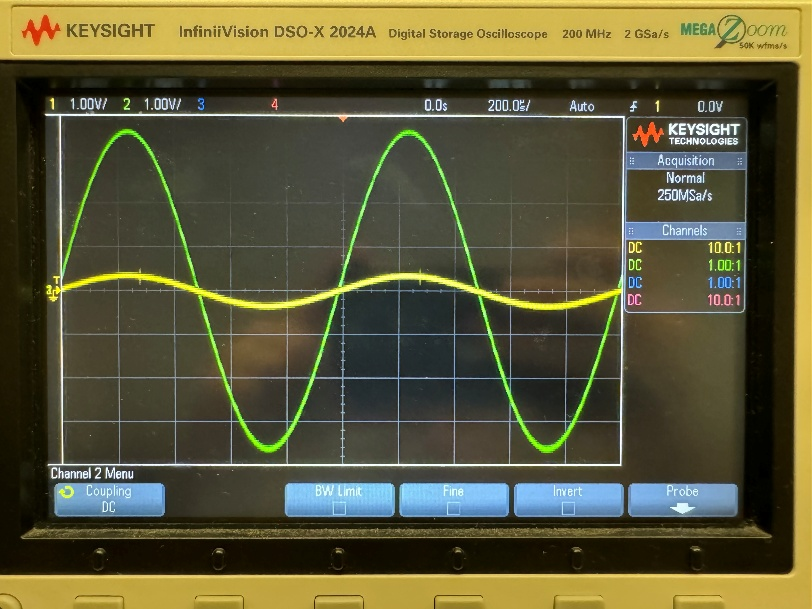 KEYSIGHT InfiniiVision DSO-X 2024A Digital Storage Oscilloscope 200 MHz 2 GSa/s MEGA Zoom
50K wfms/s
1 1.00V/ 2 1.00V/ 3 4 0.0s 200.0㎲/ Auto 1 0.0V
KEYSIGHT
TECHNOLOGIES
Acquisition
Normal
250MSa/s
Channels
DC 10.0:1
DC 1.00:1
DC 1.00:1
DC 10.0:1
Channel 2 Menu
Coupling
DC
BW Limit
Fine
Invert
Probe